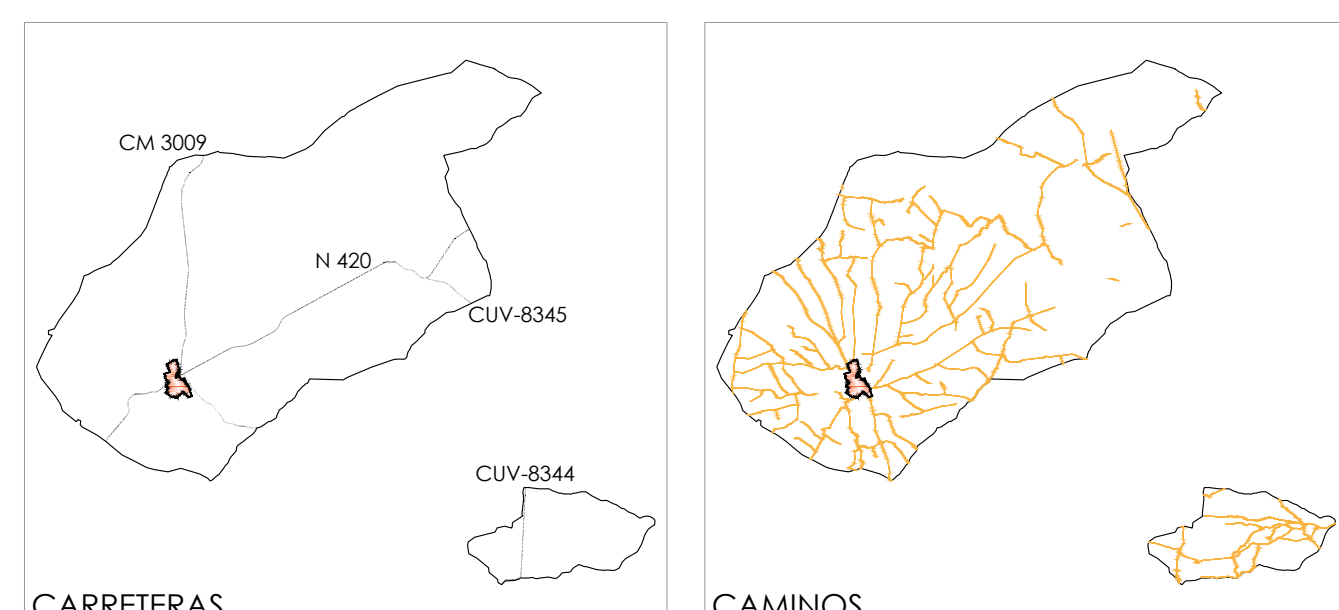 CM 3009
N 420
CUV-8345
CUV-8344
CARRETERAS
CAMINOS